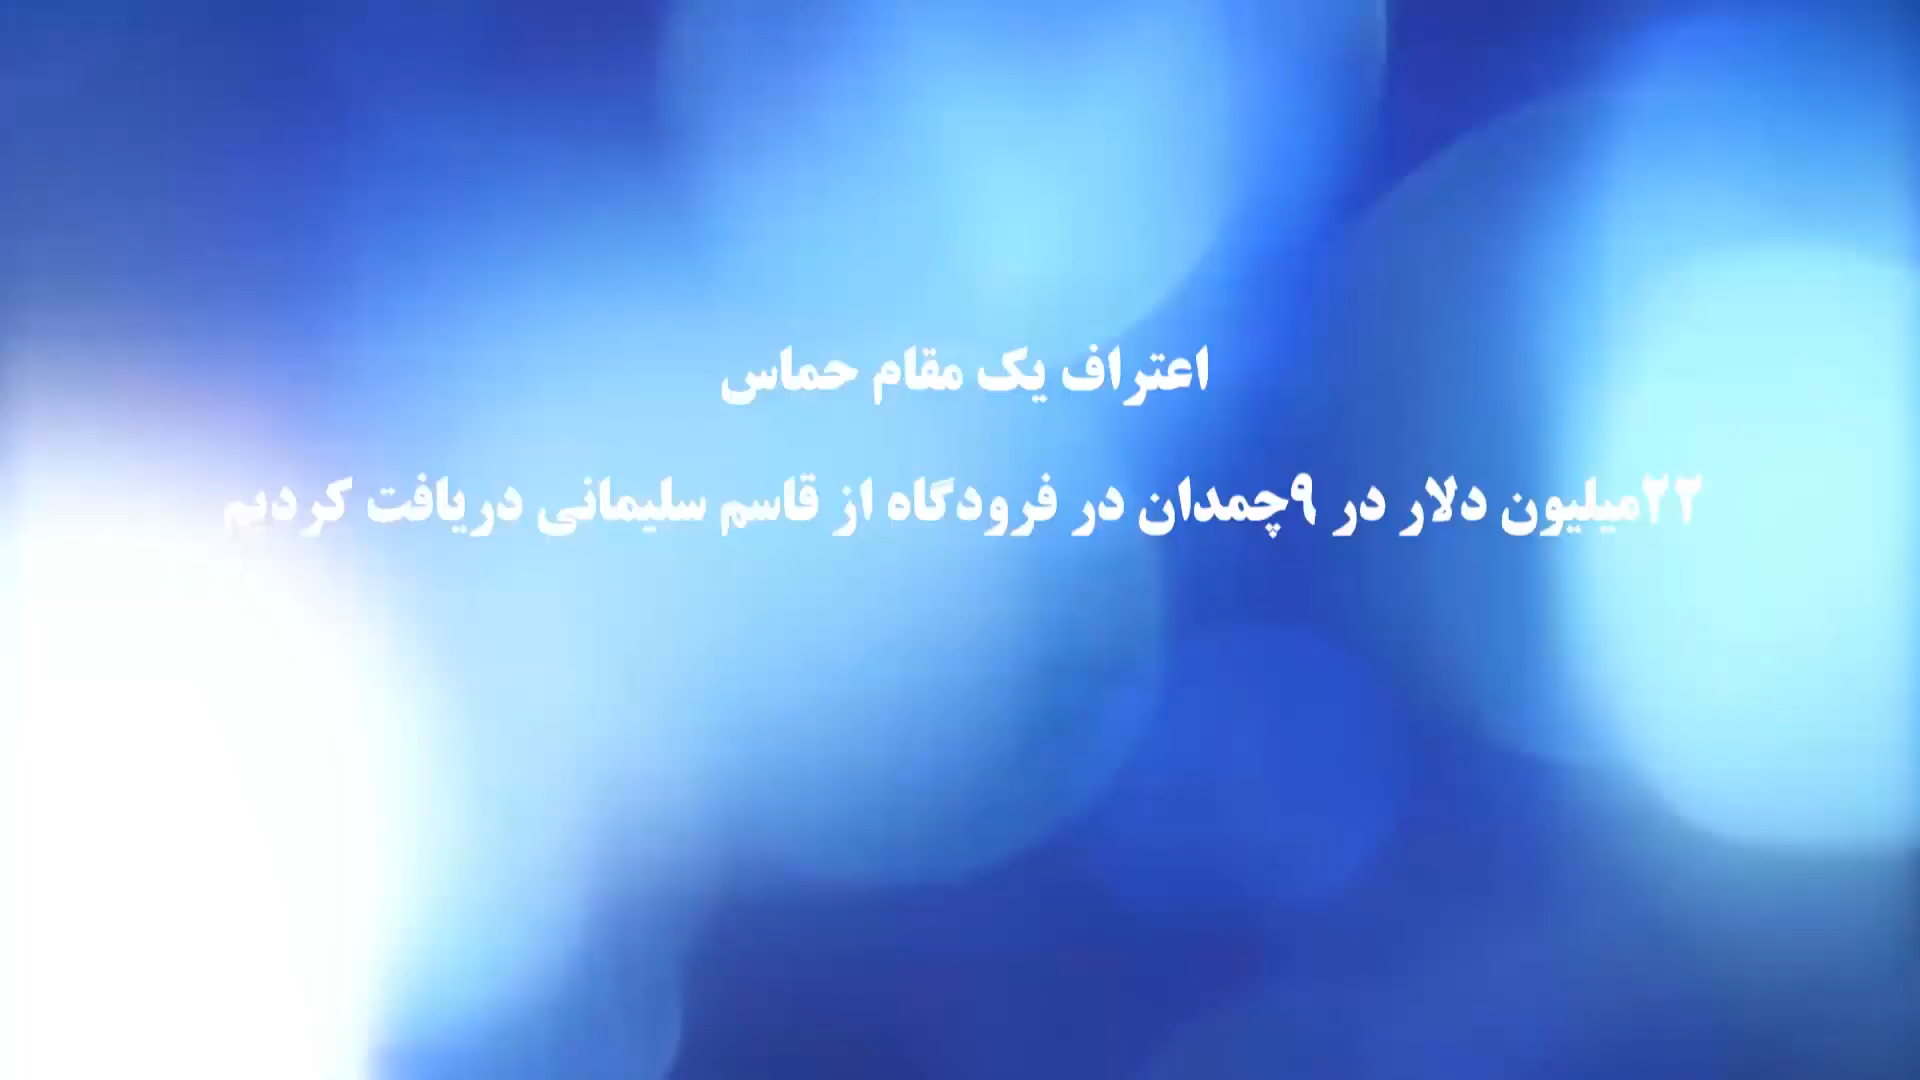 اعتراف یک مقام حماس
۲۲میلیون دلار در ۹چمدان در فرودگاه از قاسم سلیمانی دریافت کردیم